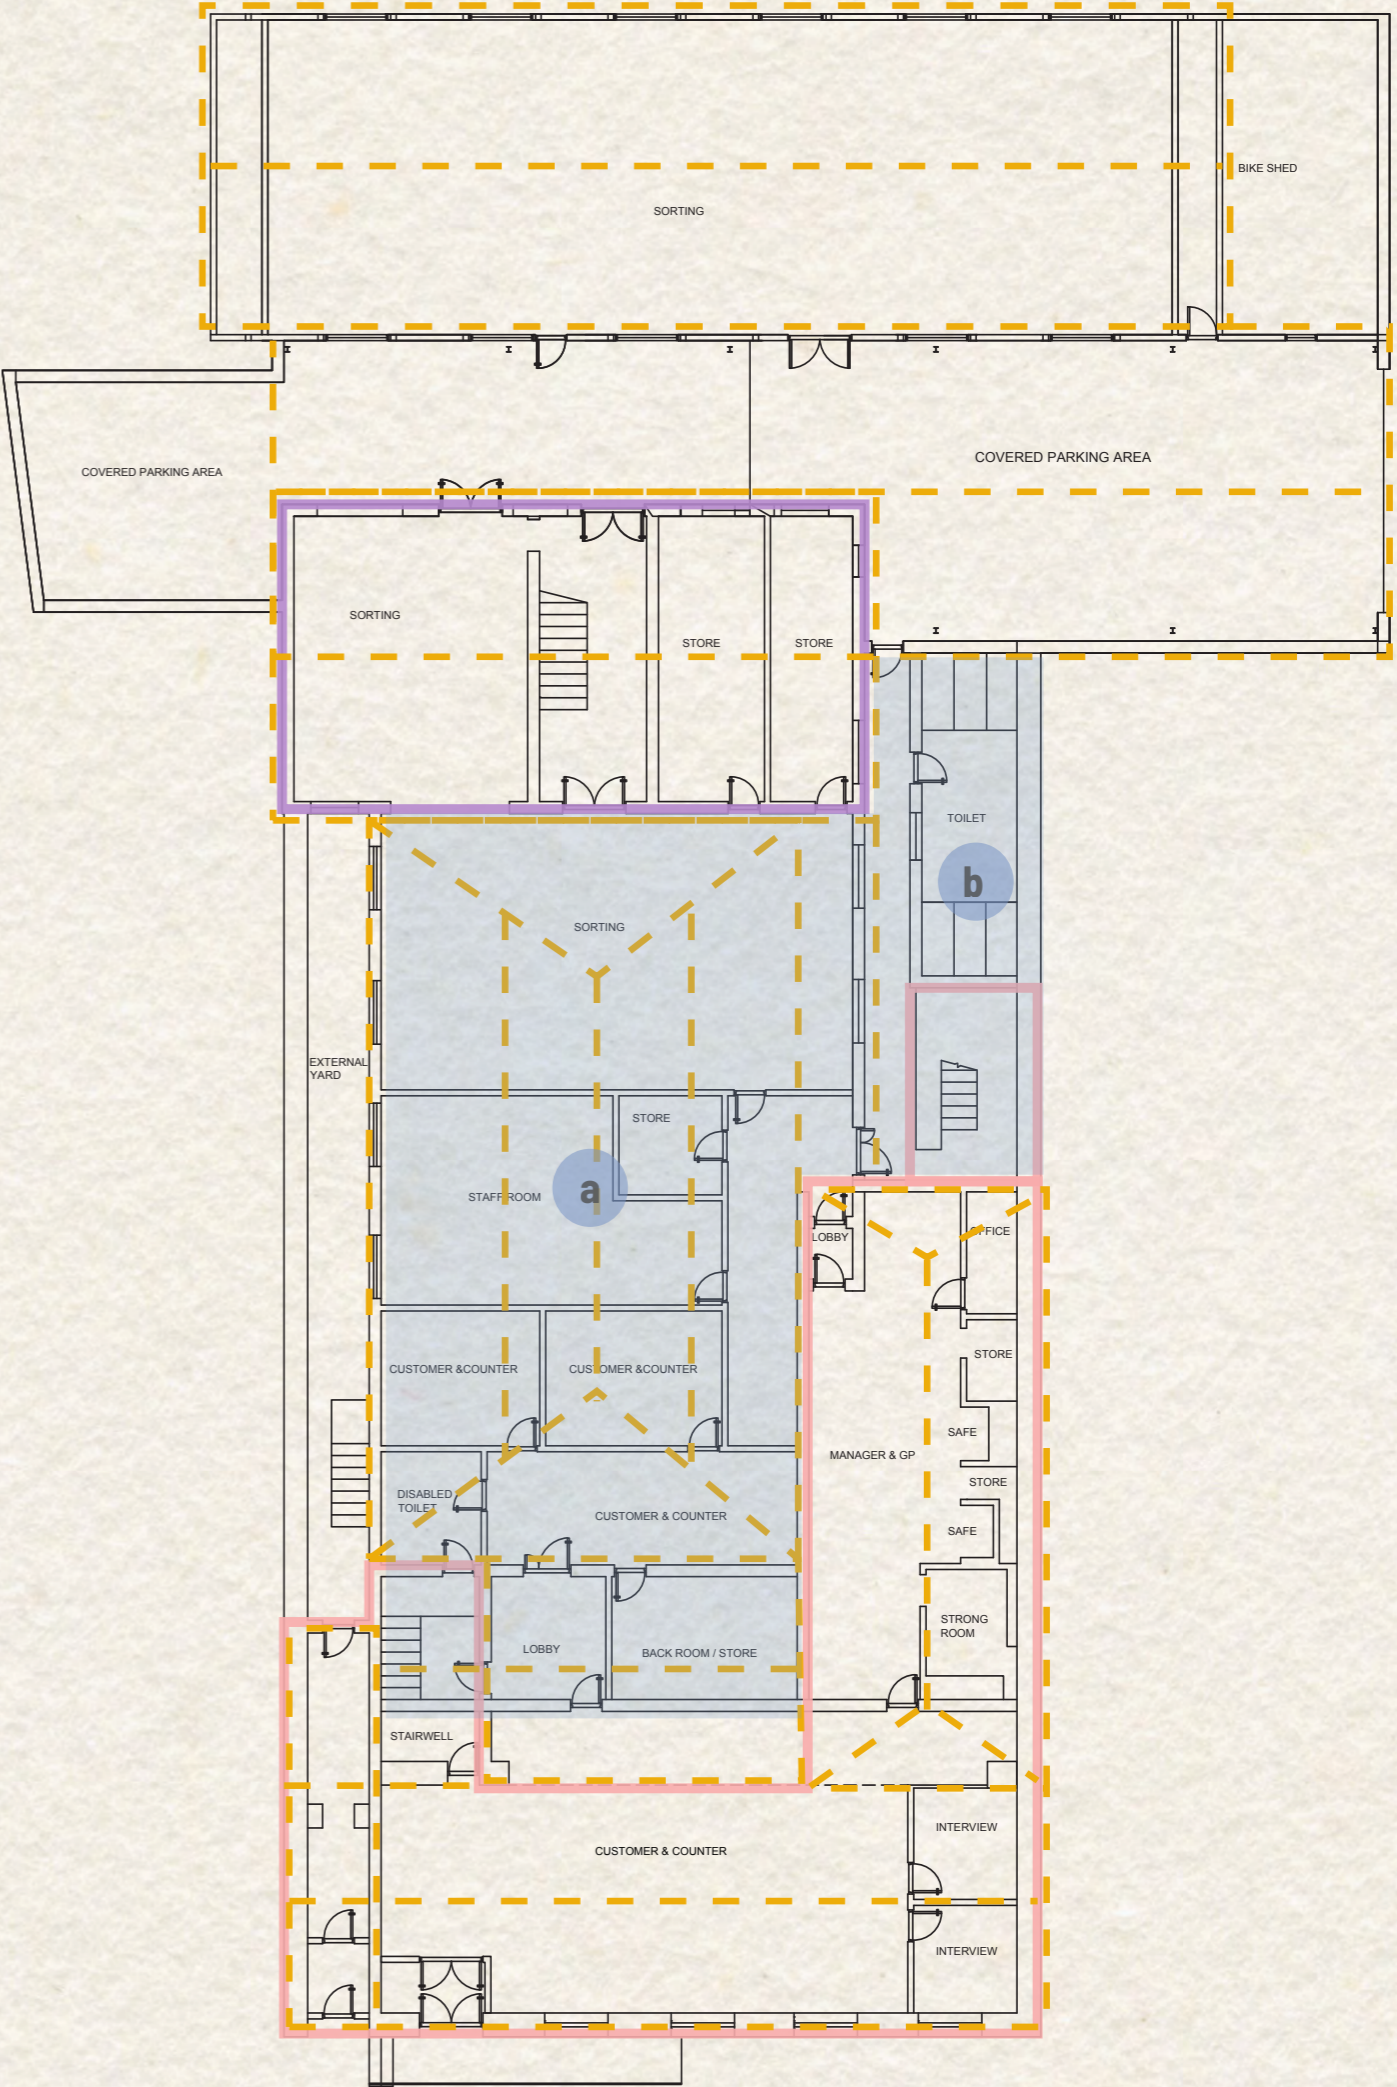 BIKE SHED
SORTING
COVERED PARKING AREA
COVERED PARKING AREA
SORTING
STORE
STORE
TOILET
b
SORTING
EXTERNAL
YARD
STORE
STAFF ROOM
a
LOBBY
OFFICE
STORE
CUSTOMER &COUNTER
CUSTOMER &COUNTER
SAFE
MANAGER & GP
STORE
DISABLED
TOILET
CUSTOMER & COUNTER
SAFE
STRONG
ROOM
LOBBY
BACK ROOM / STORE
STAIRWELL
INTERVIEW
CUSTOMER & COUNTER
INTERVIEW